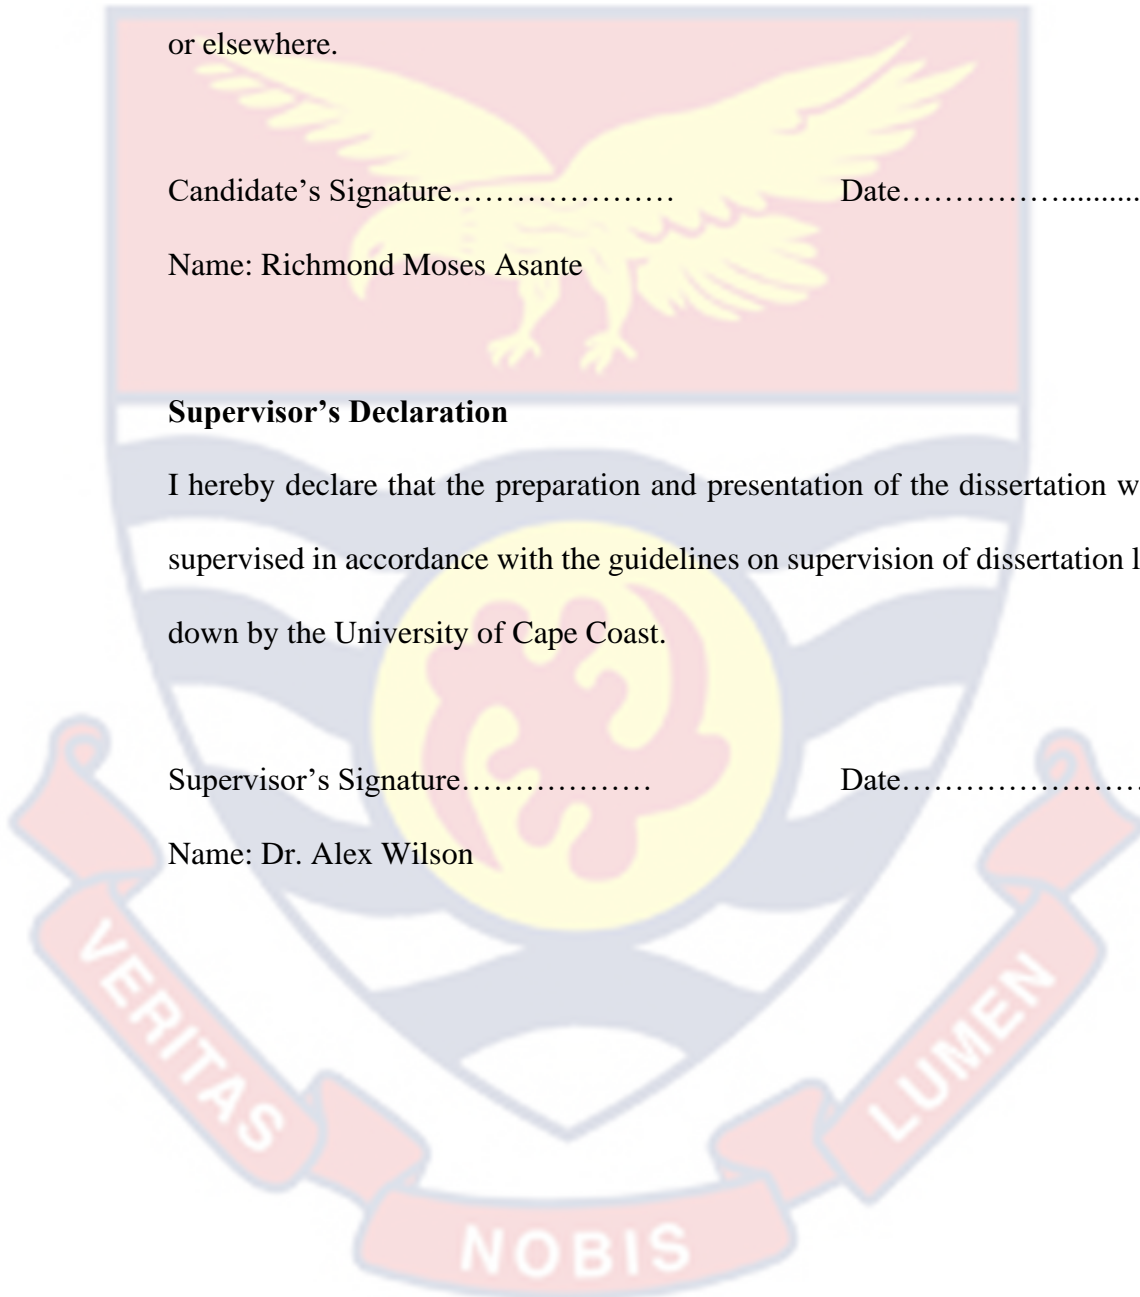 or elsewhere.
Candidate’s Signature………………… Date……………...........
Name: Richmond Moses Asante
Supervisor’s Declaration
I hereby declare that the preparation and presentation of the dissertation w
supervised in accordance with the guidelines on supervision of dissertation l
down by the University of Cape Coast.
Supervisor’s Signature……………… Date…………………….
Name: Dr. Alex Wilson
VERITAS
NOBIS
LUMEN